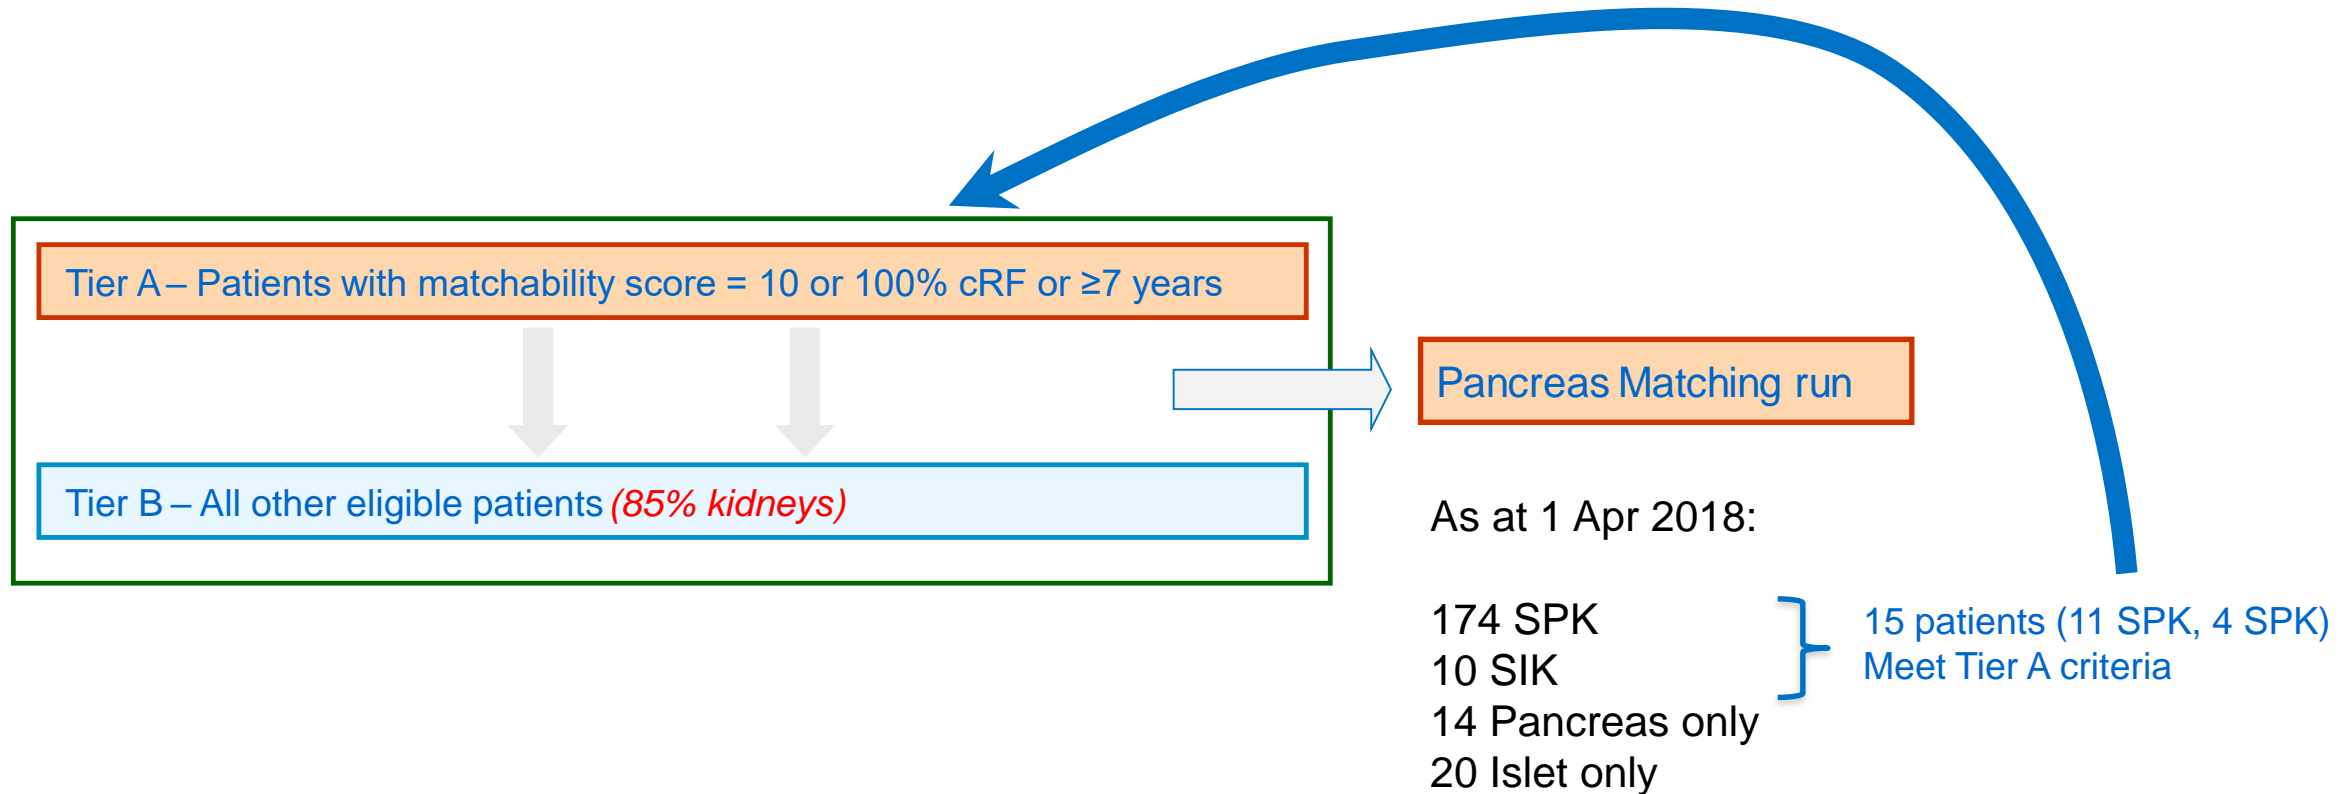 Tier A – Patients with matchability score = 10 or 100% cRF or ≥7 years
Pancreas Matching run
Tier B – All other eligible patients (85% kidneys)
As at 1 Apr 2018:
174 SPK
10 SIK
14 Pancreas only
20 Islet only
15 patients (11 SPK, 4 SPK)
Meet Tier A criteria